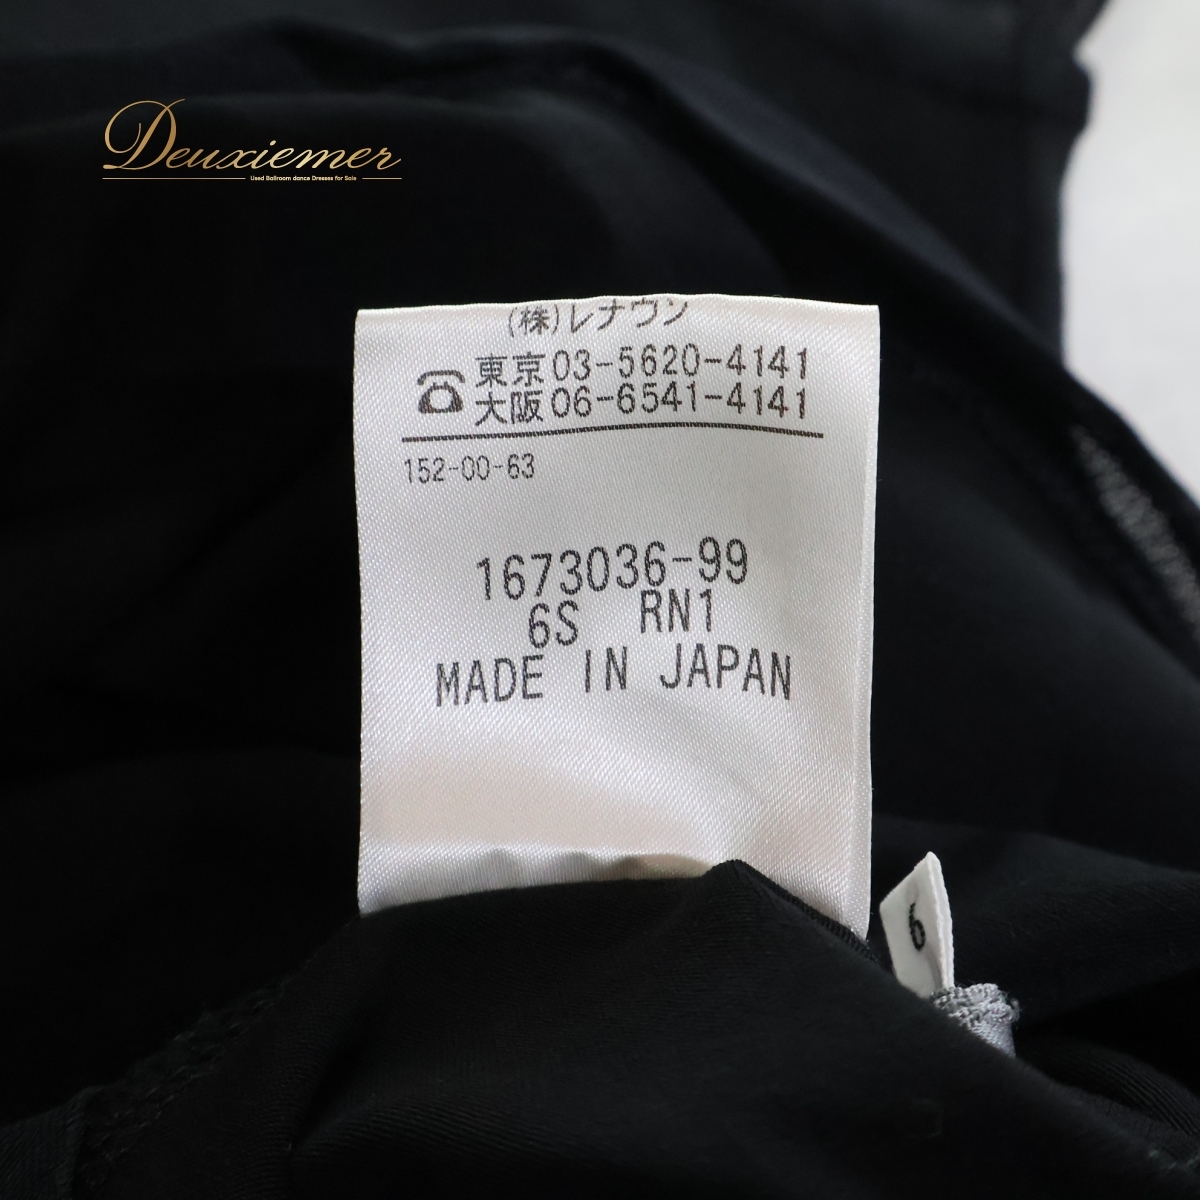 Deuxiemer
Used Ballroom dance Dresses for Sale
(株)レナウン
東京03-5620-4141
大阪06-6541-4141
152-00-63
1673036-99
6S RN1
MADE IN JAPAN
6